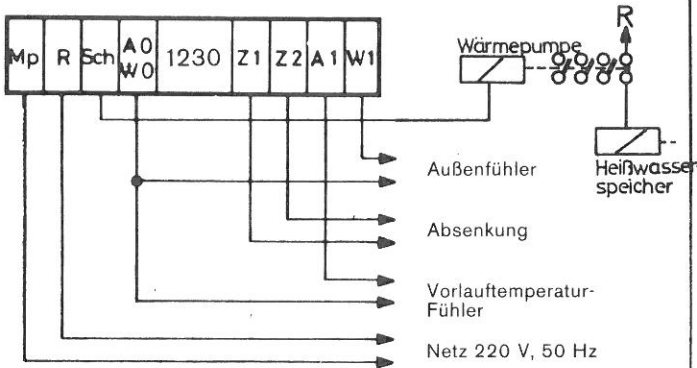 Mp R Sch A0 W0 1230 Z1 Z2 A1 W1
R
Wärmepumpe
Heißwasser
speicher
Außenfühler
Absenkung
Vorlauftemperatur-
Fühler
Netz 220 V, 50 Hz